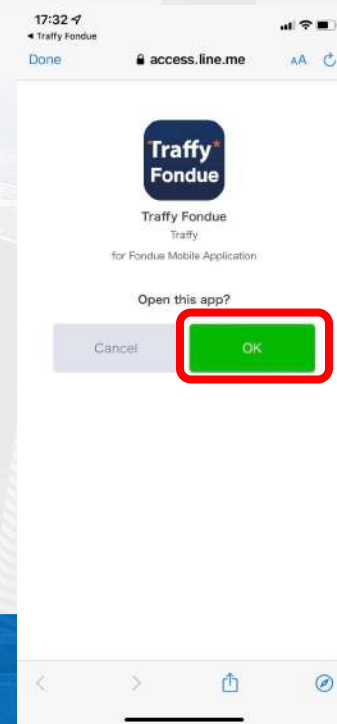 17:32
◀ Traffy Fondue
Done access.line.me AA
Traffy*
Fondue
Traffy Fondue
Traffy
for Fondue Mobile Application
Open this app?
Cancel OK